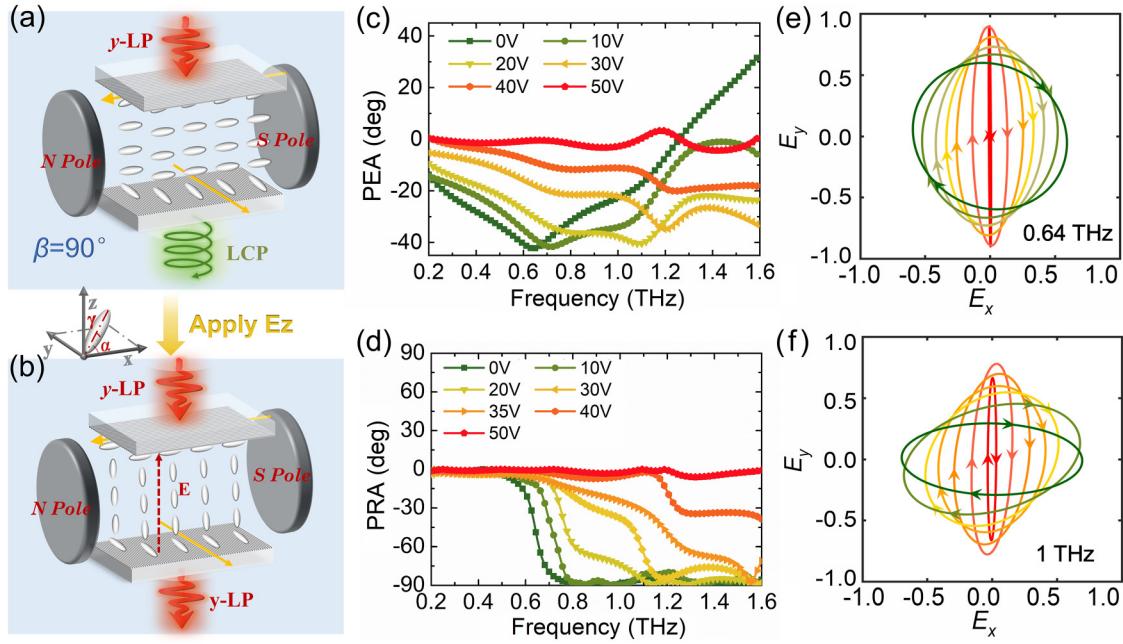 (a)
y-LP
N Pole
S Pole
β=90°
LCP
z
γ
y
α
x
Apply Ez
(b)
y-LP
N Pole
S Pole
E
y-LP
(c)
40
20
0
-20
-40
PEA (deg)
0V 10V
20V 30V
40V 50V
0.2 0.4 0.6 0.8 1.0 1.2 1.4 1.6
Frequency (THz)
(d)
90
75
60
45
30
15
0
-30
-60
-90
PRA (deg)
0V 10V
20V 30V
35V 40V
50V
0.2 0.4 0.6 0.8 1.0 1.2 1.4 1.6
Frequency (THz)
(e)
1.0
0.5
0.0
-0.5
-1.0
Ey
0.64 THz
-1.0 -0.5 0.0 0.5 1.0
Ex
(f)
1.0
0.5
0.0
-0.5
-1.0
Ey
1 THz
-1.0 -0.5 0.0 0.5 1.0
Ex